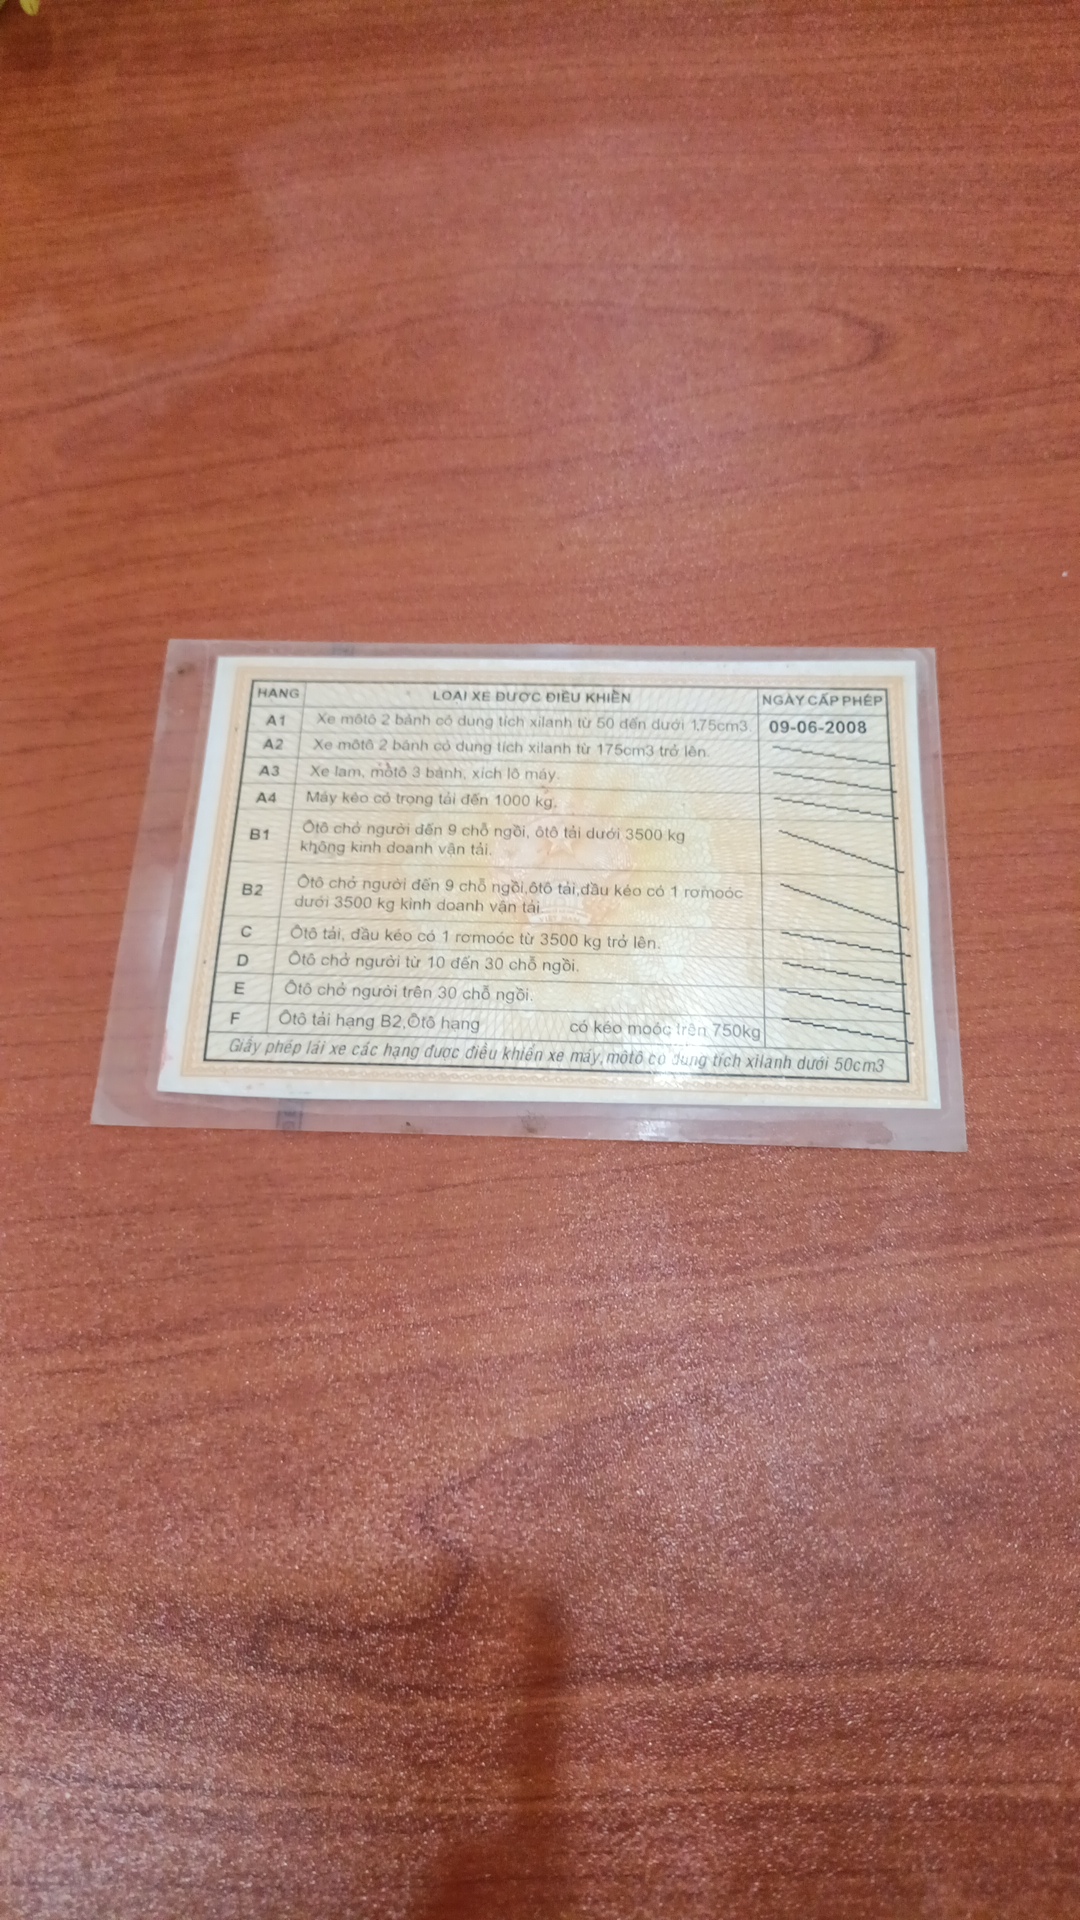 HẠNG LOẠI XE ĐƯỢC ĐIỀU KHIỂN NGÀY CẤP PHÉP
A1 Xe môtô 2 bánh có dung tích xilanh từ 50 đến dưới 175cm3. 09-06-2008
A2 Xe môtô 2 bánh có dung tích xilanh từ 175cm3 trở lên.
A3 Xe lam, môtô 3 bánh, xích lô máy.
A4 Máy kéo có trọng tải đến 1000 kg.
B1 Ôtô chở người đến 9 chỗ ngồi, ôtô tải dưới 3500 kg
không kinh doanh vận tải.
B2 Ôtô chở người đến 9 chỗ ngồi,ôtô tải,đầu kéo có 1 rơmoóc
dưới 3500 kg kinh doanh vận tải
C Ôtô tải, đầu kéo có 1 rơmoóc từ 3500 kg trở lên.
D Ôtô chở người từ 10 đến 30 chỗ ngồi.
E Ôtô chở người trên 30 chỗ ngồi.
F Ôtô tải hạng B2,Ôtô hạng có kéo moóc trên 750kg
Giấy phép lái xe các hạng được điều khiển xe máy,môtô có dung tích xilanh dưới 50cm3